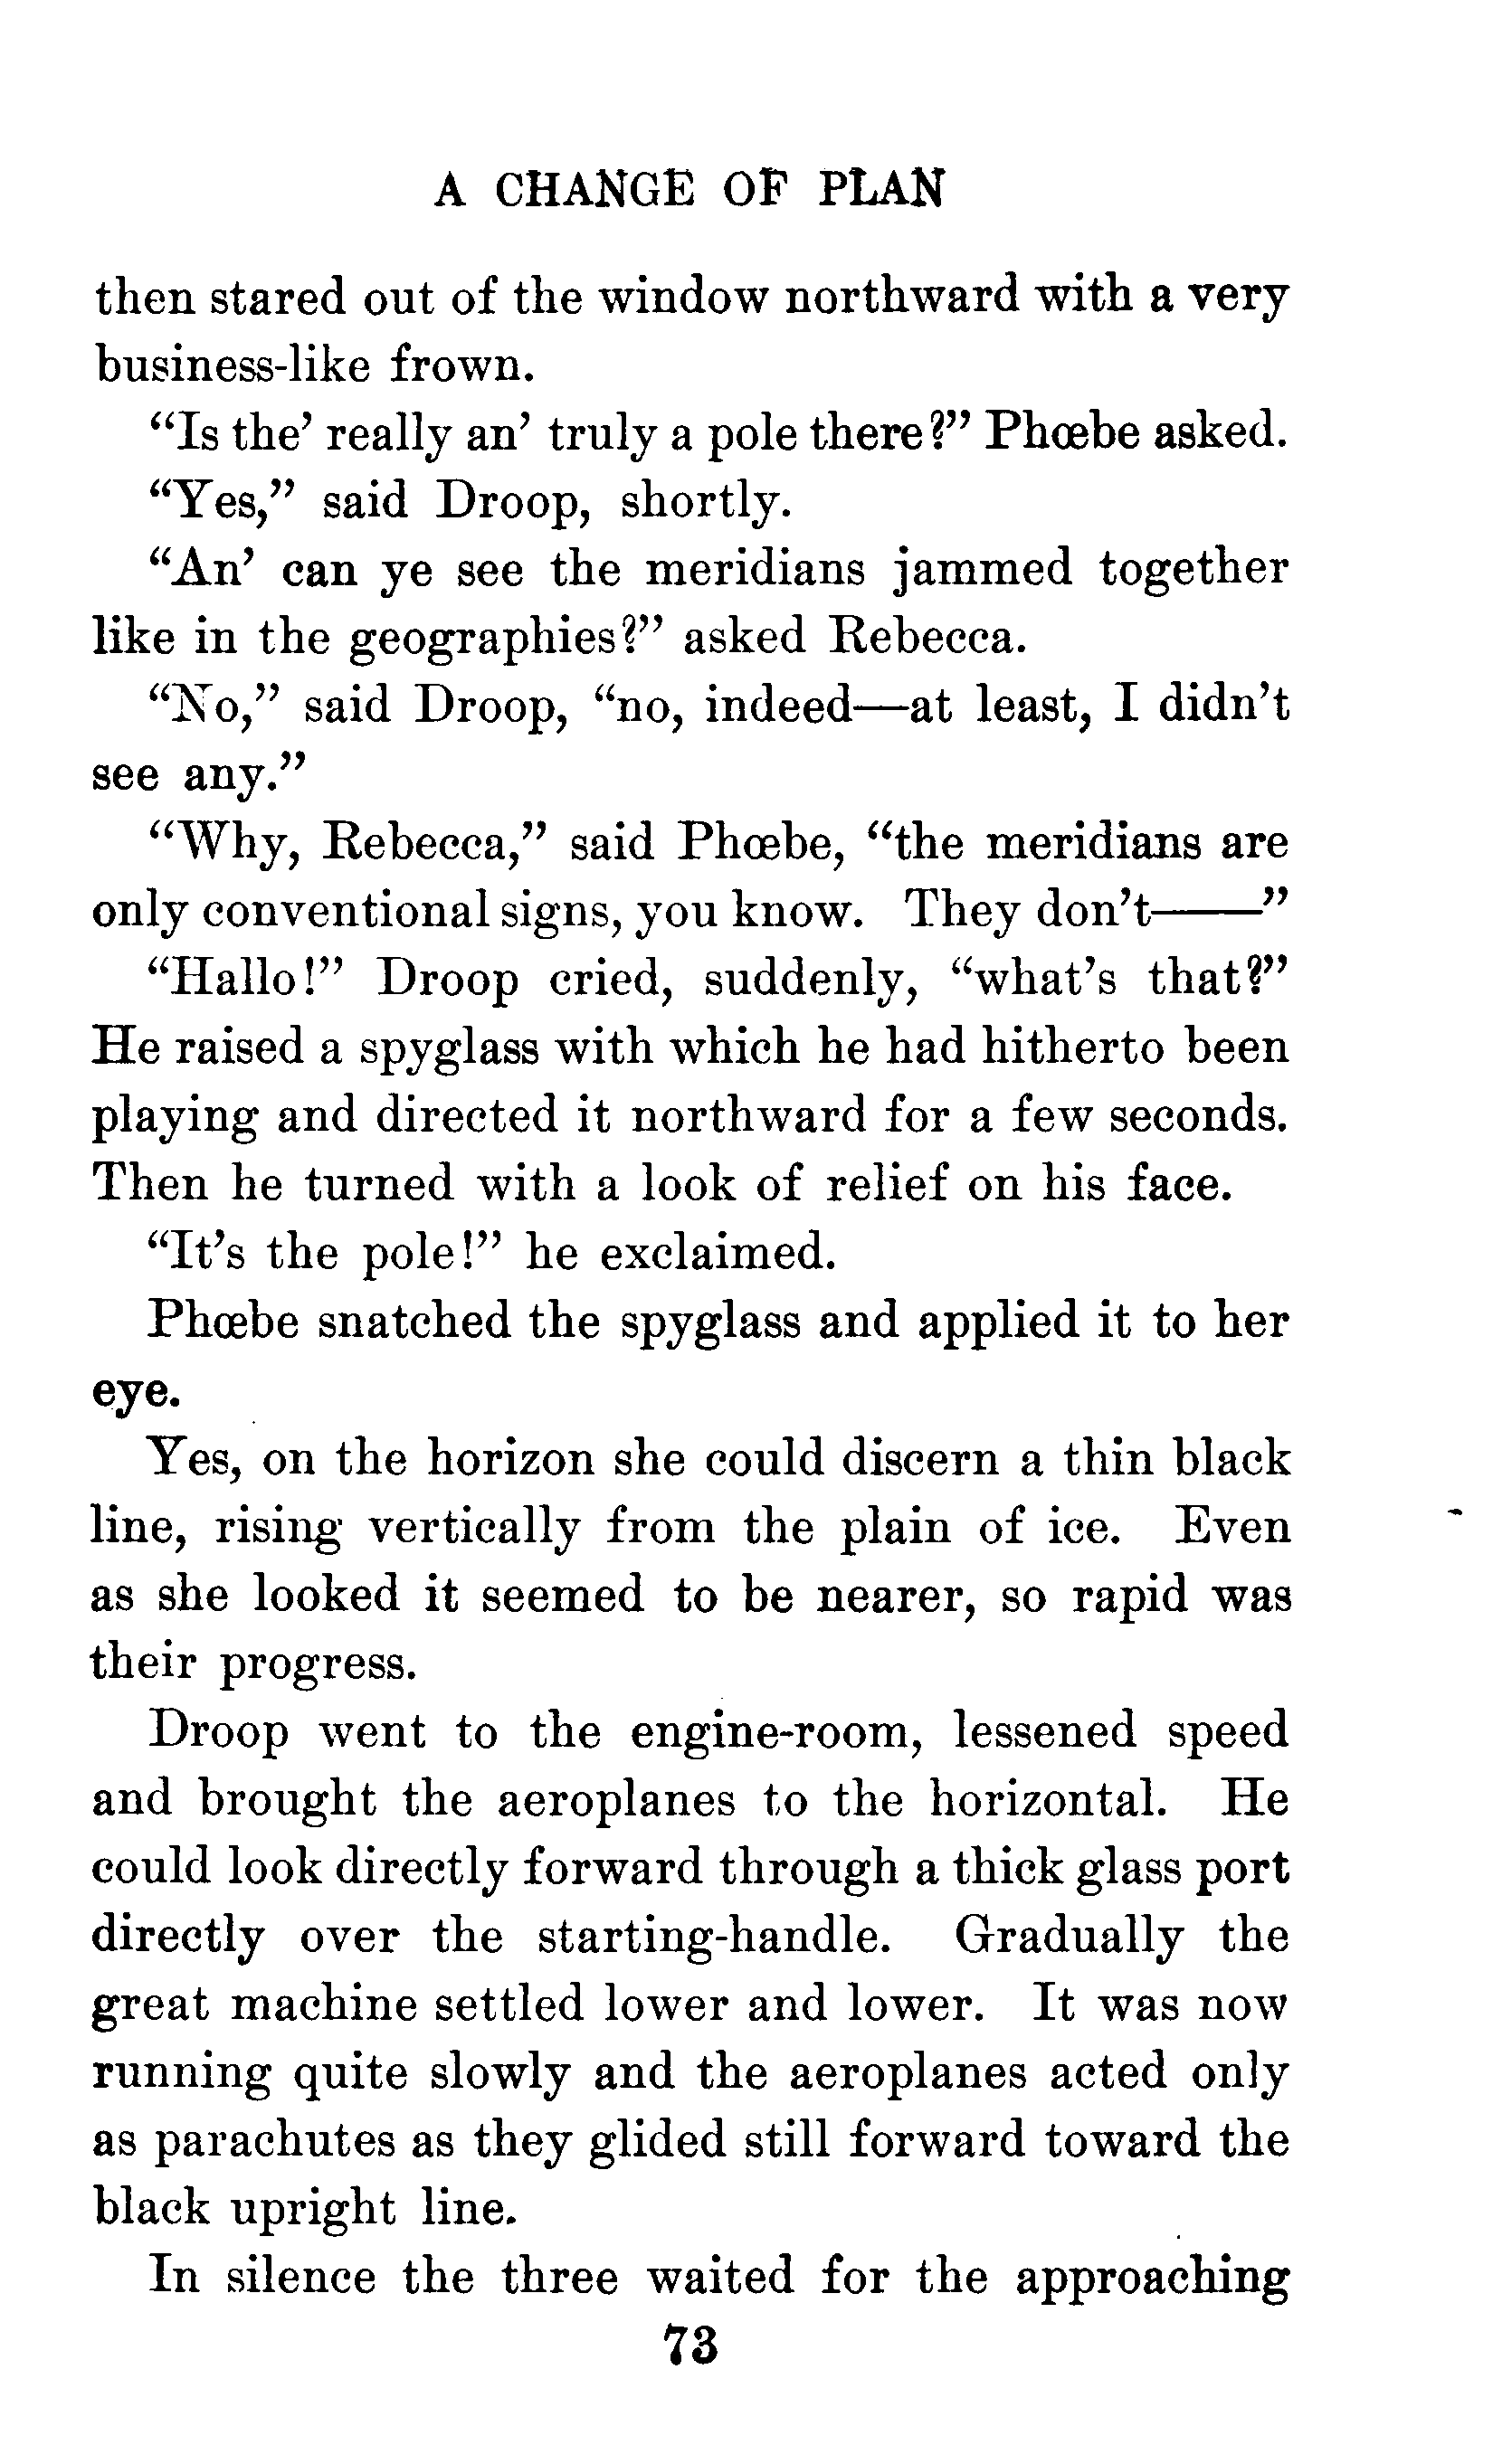 A CHANGE OF PLAN
then stared out of the window northward with a very
business-like frown.
“Is the’ really an’ truly a pole there?” Phœbe asked.
“Yes,” said Droop, shortly.
“An’ can ye see the meridians jammed together
like in the geographies?” asked Rebecca.
“No,” said Droop, “no, indeed—at least, I didn’t
see any.”
“Why, Rebecca,” said Phœbe, “the meridians are
only conventional signs, you know. They don’t——”
“Hallo!” Droop cried, suddenly, “what’s that?”
He raised a spyglass with which he had hitherto been
playing and directed it northward for a few seconds.
Then he turned with a look of relief on his face.
“It’s the pole!” he exclaimed.
Phœbe snatched the spyglass and applied it to her
eye.
Yes, on the horizon she could discern a thin black
line, rising vertically from the plain of ice. Even
as she looked it seemed to be nearer, so rapid was
their progress.
Droop went to the engine-room, lessened speed
and brought the aeroplanes to the horizontal. He
could look directly forward through a thick glass port
directly over the starting-handle. Gradually the
great machine settled lower and lower. It was now
running quite slowly and the aeroplanes acted only
as parachutes as they glided still forward toward the
black upright line.
In silence the three waited for the approaching
73